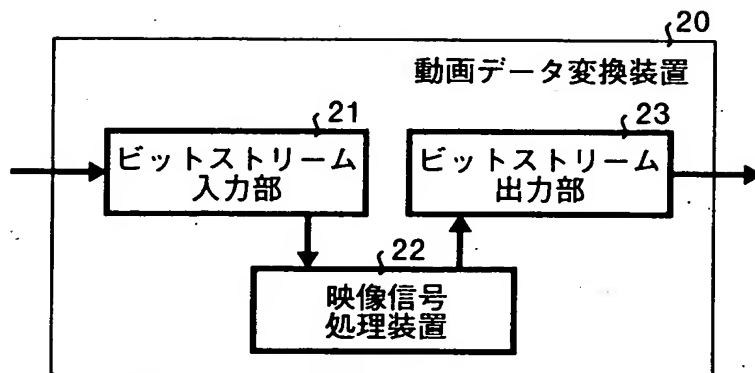 20
動画データ変換装置
21
ビットストリーム
入力部
23
ビットストリーム
出力部
22
映像信号
処理装置